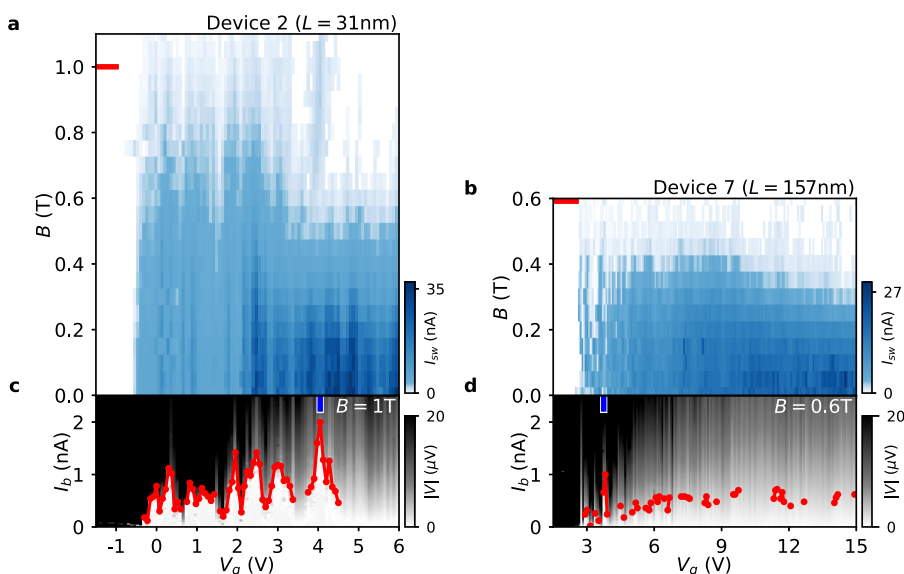 a
Device 2 (L = 31nm)
1.0
0.8
0.6
0.4
0.2
0.0
B (T)
35
0
I_sw (nA)
b
Device 7 (L = 157nm)
0.6
0.4
0.2
0.0
B (T)
27
0
I_sw (nA)
c
B = 1T
2
1
0
I_b (nA)
-1 0 1 2 3 4 5 6
V_g (V)
20
0
|V| (μV)
d
B = 0.6T
2
1
0
I_b (nA)
3 6 9 12 15
V_g (V)
20
0
|V| (μV)